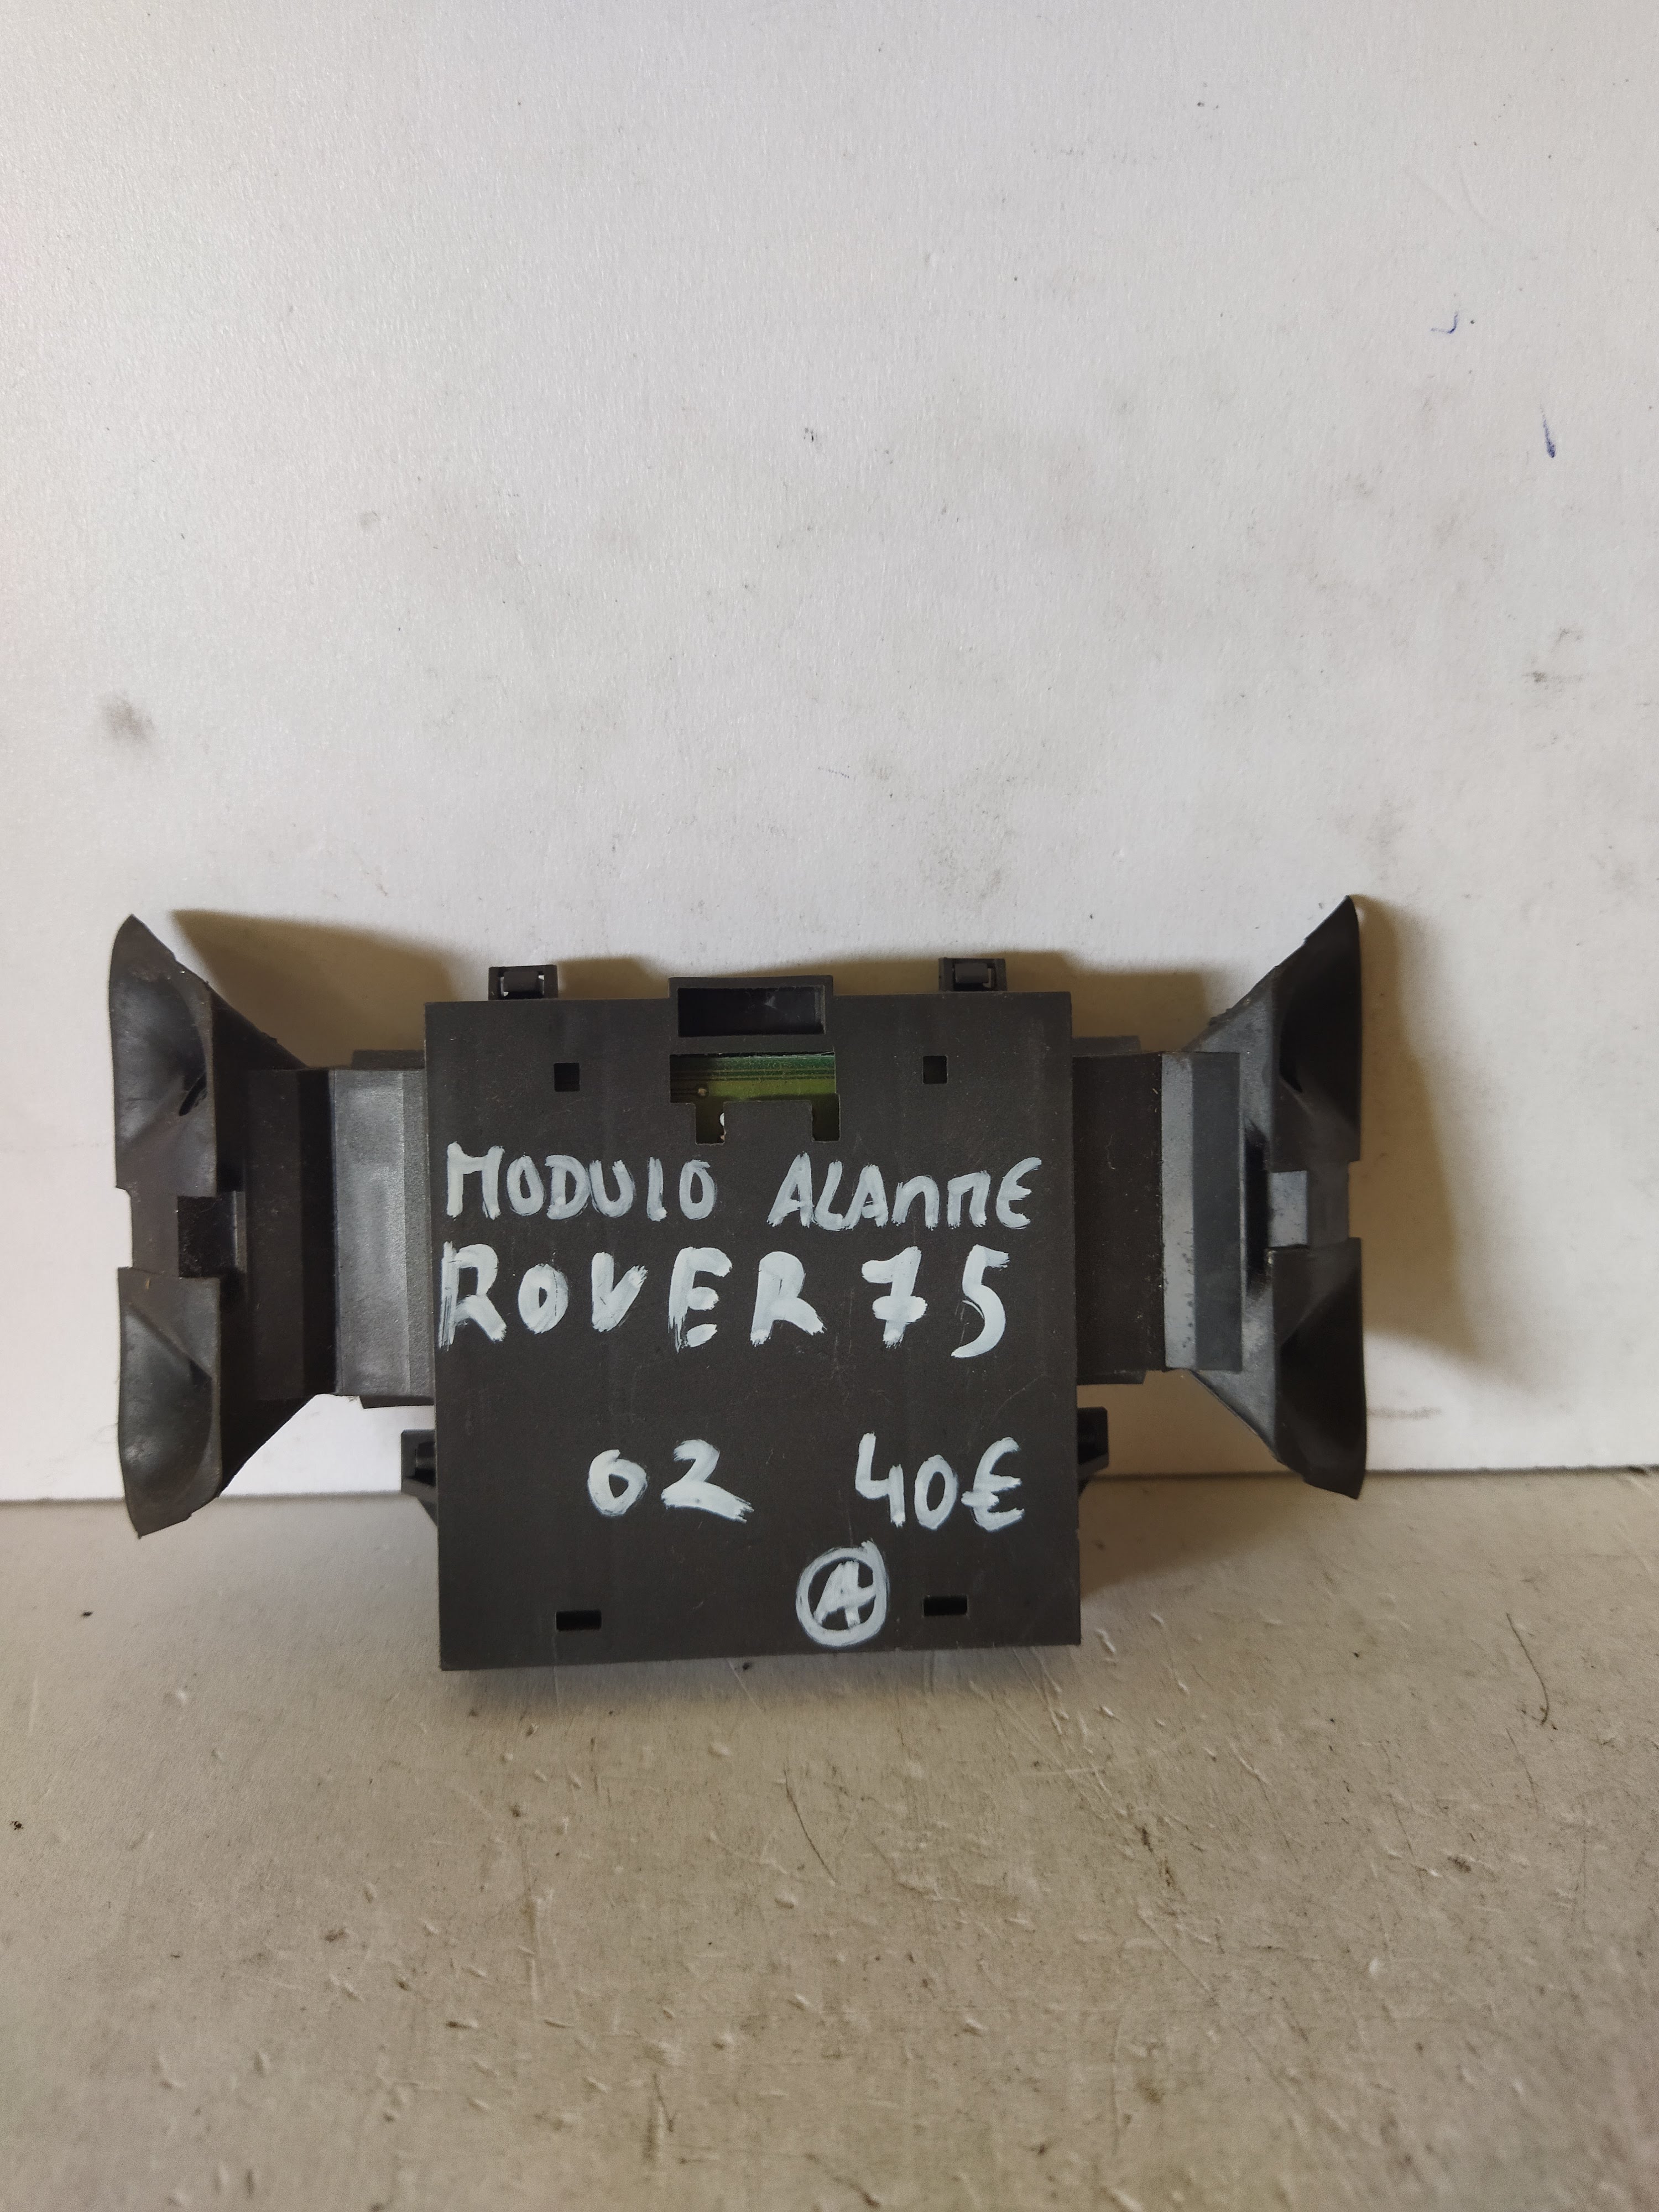 MODULO ALARME
ROVER 75
02 40€
A